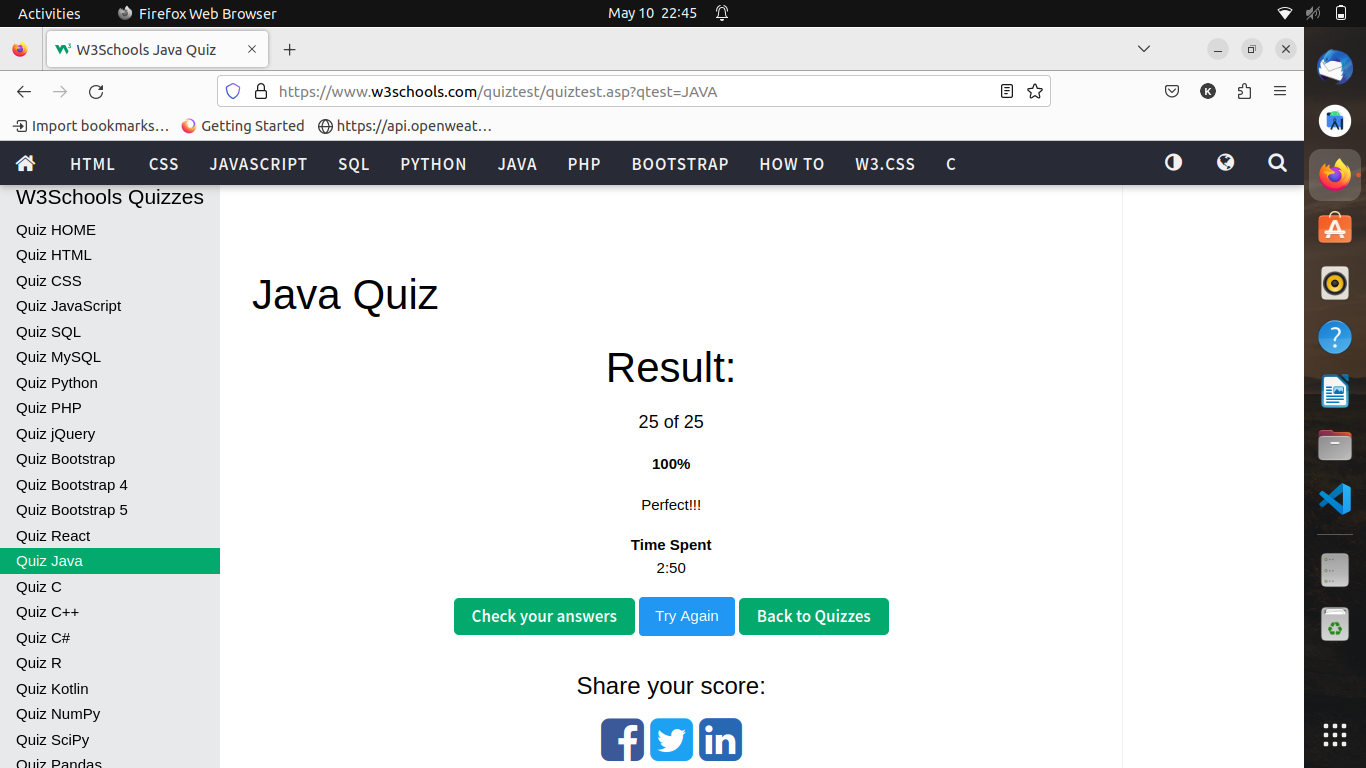 Activities
Firefox Web Browser
May 10 22:45
W3Schools Java Quiz
https://www.w3schools.com/quiztest/quiztest.asp?qtest=JAVA
K
Import bookmarks…
Getting Started
https://api.openweat…
HTML CSS JAVASCRIPT SQL PYTHON JAVA PHP BOOTSTRAP HOW TO W3.CSS C
W3Schools Quizzes
Quiz HOME
Quiz HTML
Quiz CSS
Quiz JavaScript
Quiz SQL
Quiz MySQL
Quiz Python
Quiz PHP
Quiz jQuery
Quiz Bootstrap
Quiz Bootstrap 4
Quiz Bootstrap 5
Quiz React
Quiz Java
Quiz C
Quiz C++
Quiz C#
Quiz R
Quiz Kotlin
Quiz NumPy
Quiz SciPy
Quiz Pandas
Java Quiz
Result:
25 of 25
100%
Perfect!!!
Time Spent
2:50
Check your answers
Try Again
Back to Quizzes
Share your score: